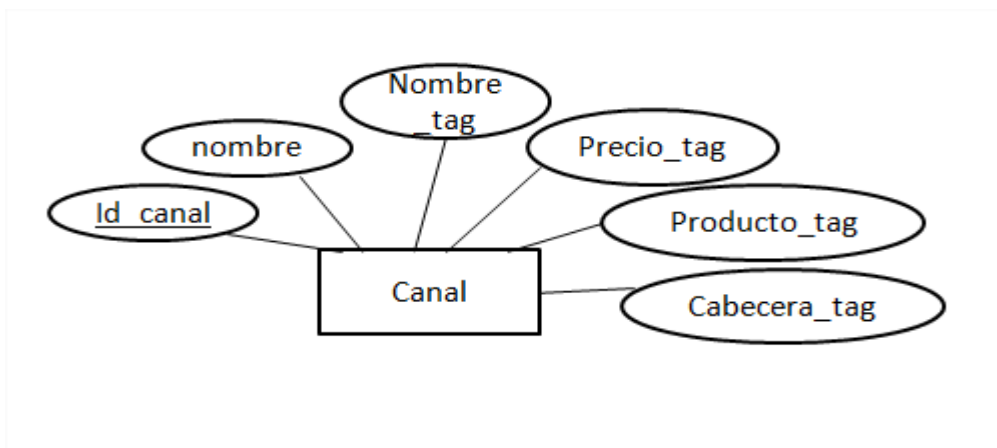 Nombre
_tag
nombre
Precio_tag
Id_canal
Producto_tag
Canal
Cabecera_tag